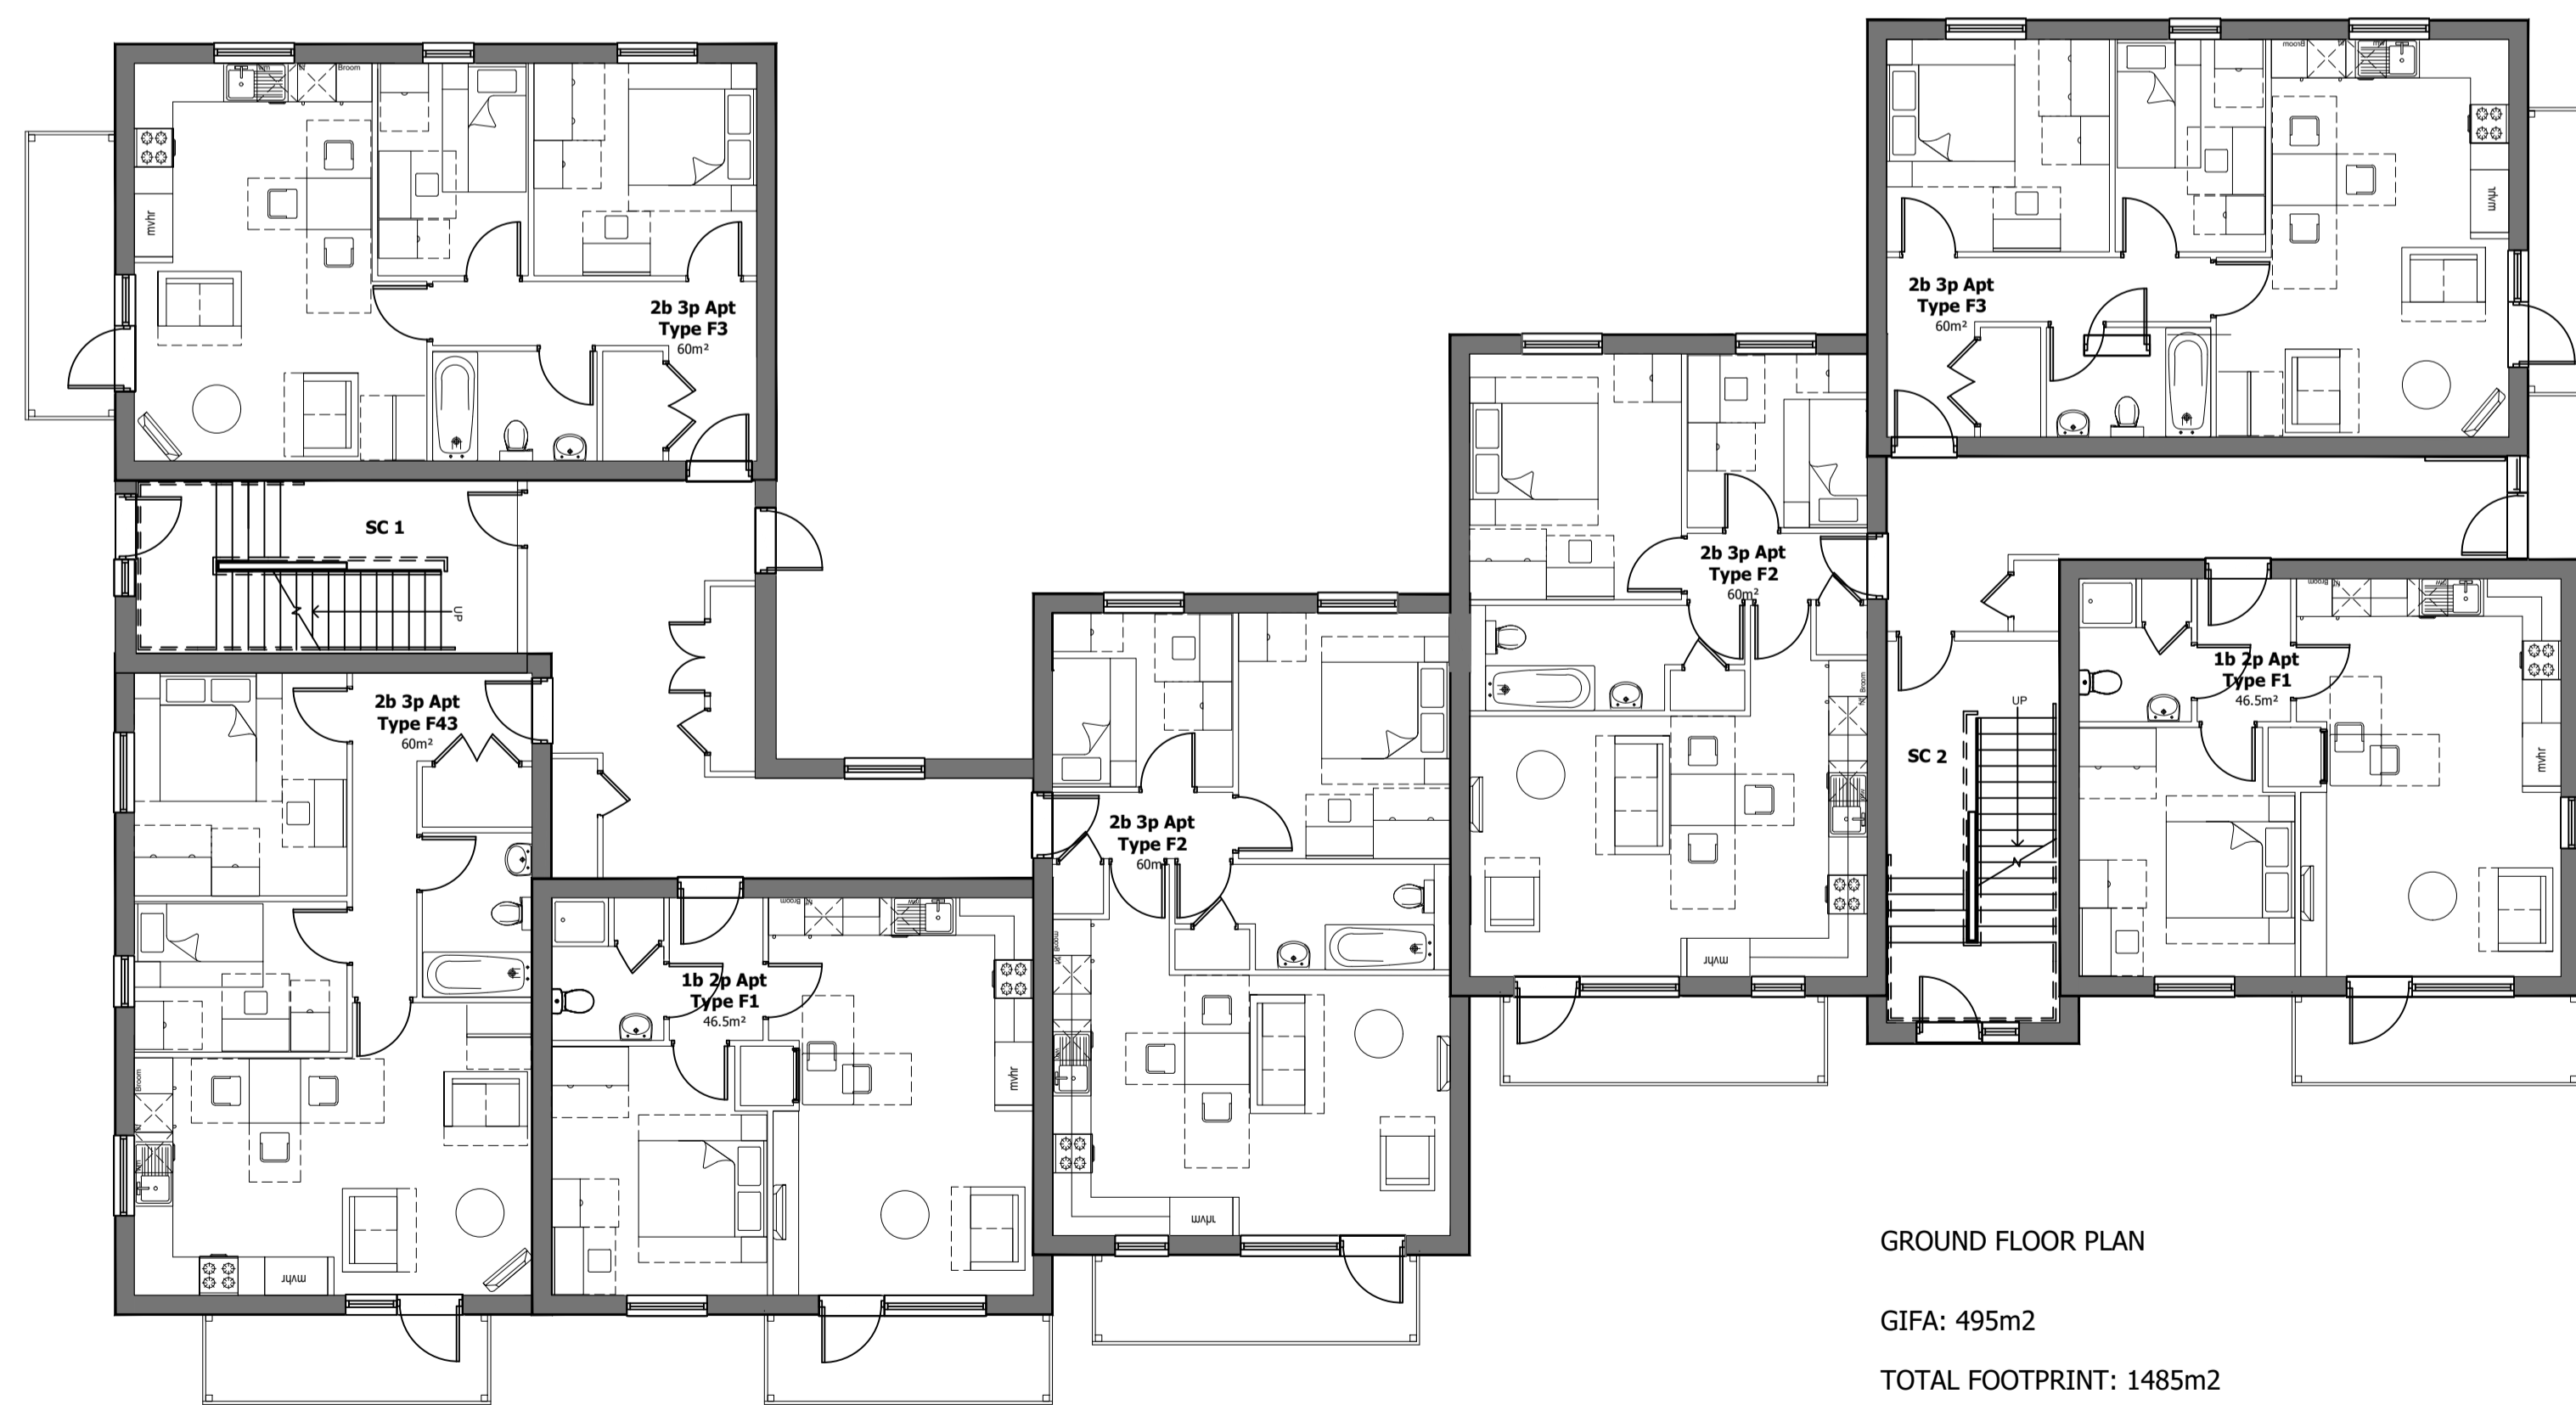 Broom
mvhr
2b 3p Apt
Type F3
60m²
SC 1
UP
2b 3p Apt
Type F43
60m²
Broom
mvhr
1b 2p Apt
Type F1
46.5m²
Broom
mvhr
2b 3p Apt
Type F2
60m
Broom
mvhr
2b 3p Apt
Type F2
60m²
Broom
mvhr
2b 3p Apt
Type F3
60m²
Broom
mvhr
SC 2
UP
1b 2p Apt
Type F1
46.5m²
Broom
mvhr
GROUND FLOOR PLAN
GIFA: 495m2
TOTAL FOOTPRINT: 1485m2